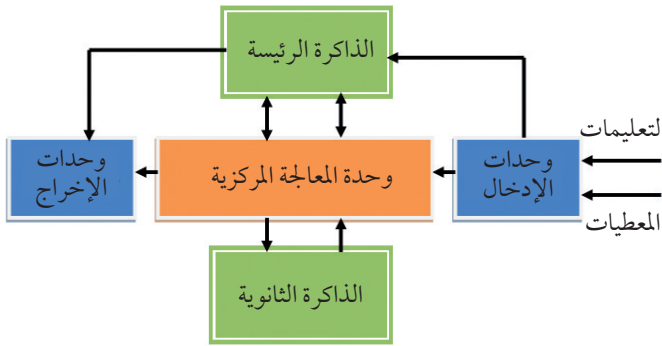 الذاكرة الرئيسة
لتعليمات
وحدات
الإدخال
وحدة المعالجة المركزية
وحدات
الإخراج
المعطيات
الذاكرة الثانوية